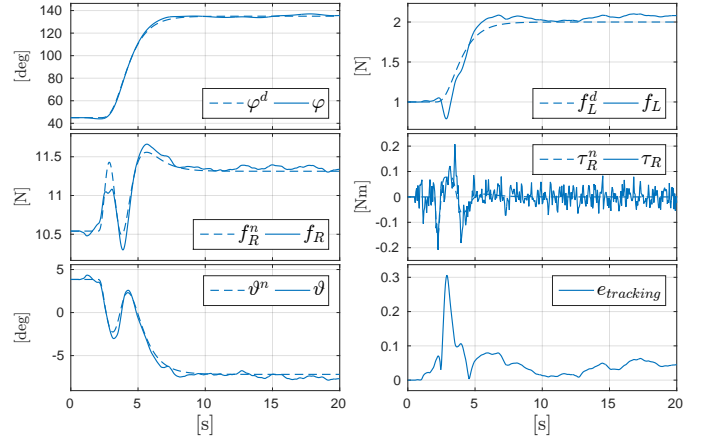 140
120
100
80
60
40
[deg]
φ^d φ
2
1.5
1
[N]
f_L^d f_L
11.5
11
10.5
[N]
f_R^n f_R
0.2
0.1
0
-0.1
-0.2
[Nm]
τ_R^n τ_R
5
0
-5
[deg]
ϑ^n ϑ
0 5 10 15 20
[s]
0.3
0.2
0.1
0
e_{tracking}
0 5 10 15 20
[s]